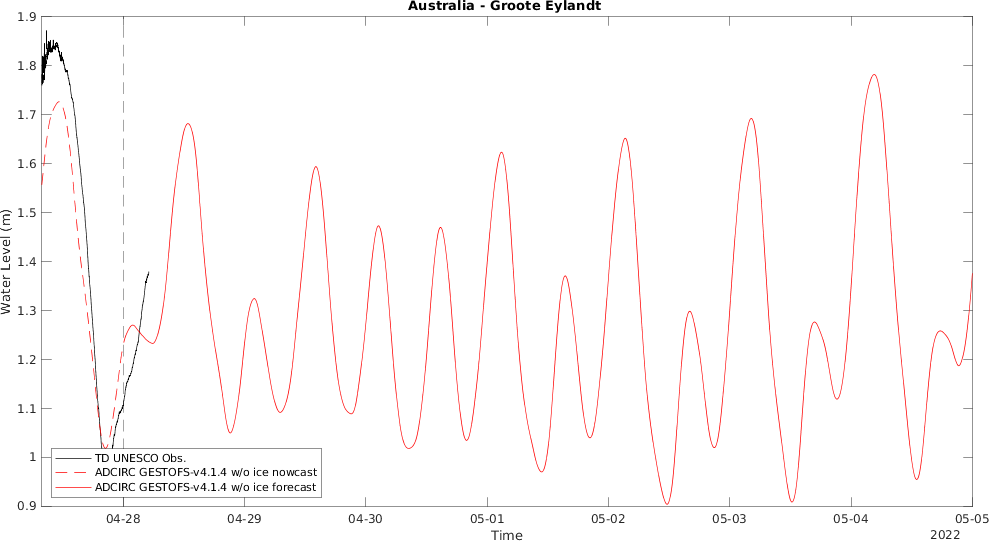 Australia - Groote Eylandt
1.9
1.8
1.7
1.6
1.5
1.4
1.3
1.2
1.1
1
0.9
Water Level (m)
TD UNESCO Obs.
ADCIRC GESTOFS-v4.1.4 w/o ice nowcast
ADCIRC GESTOFS-v4.1.4 w/o ice forecast
04-28 04-29 04-30 05-01 05-02 05-03 05-04 05-05
Time
2022